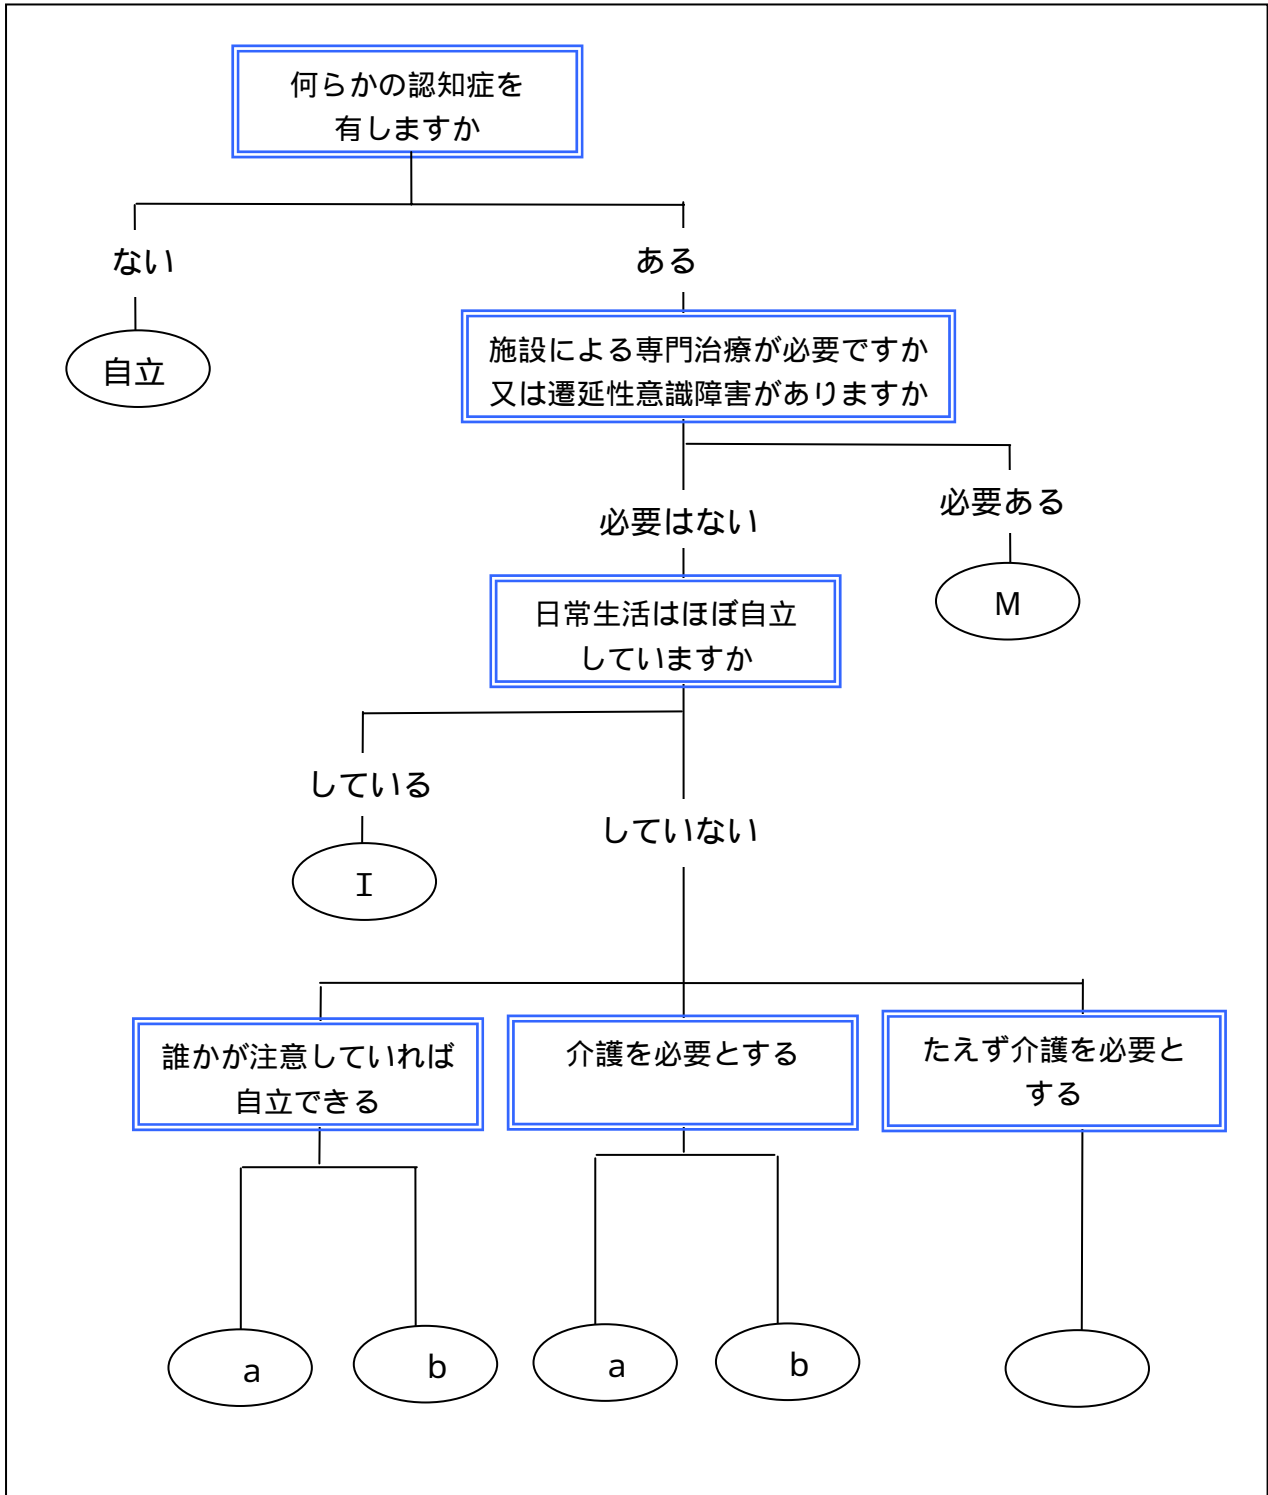 何らかの認知症を
有しますか
ない
ある
自立
施設による専門治療が必要ですか
又は遷延性意識障害がありますか
必要はない
必要ある
M
日常生活はほぼ自立
していますか
している
していない
Ⅰ
誰かが注意していれば
自立できる
介護を必要とする
たえず介護を必要と
する
a
b
a
b